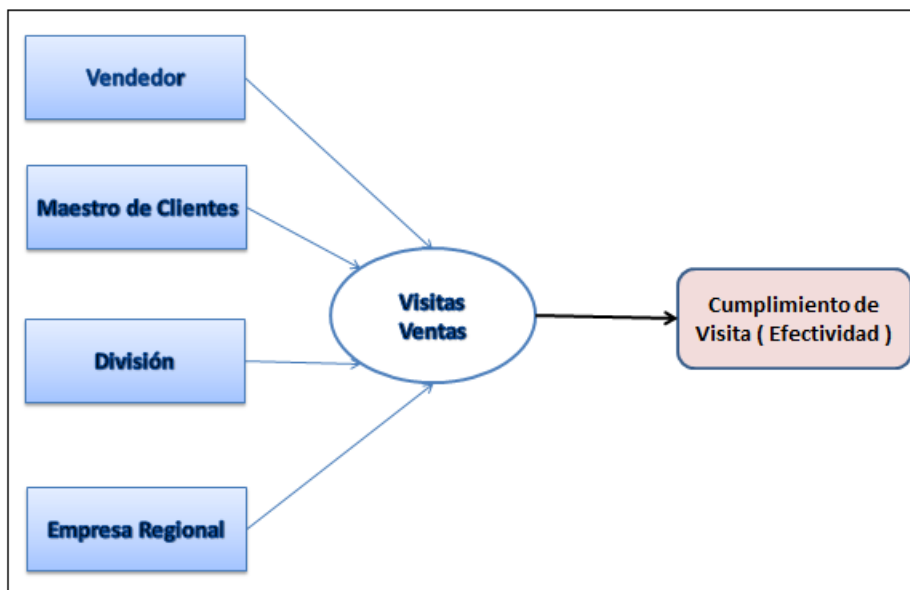 Vendedor
Maestro de Clientes
División
Empresa Regional
Visitas
Ventas
Cumplimiento de
Visita ( Efectividad )